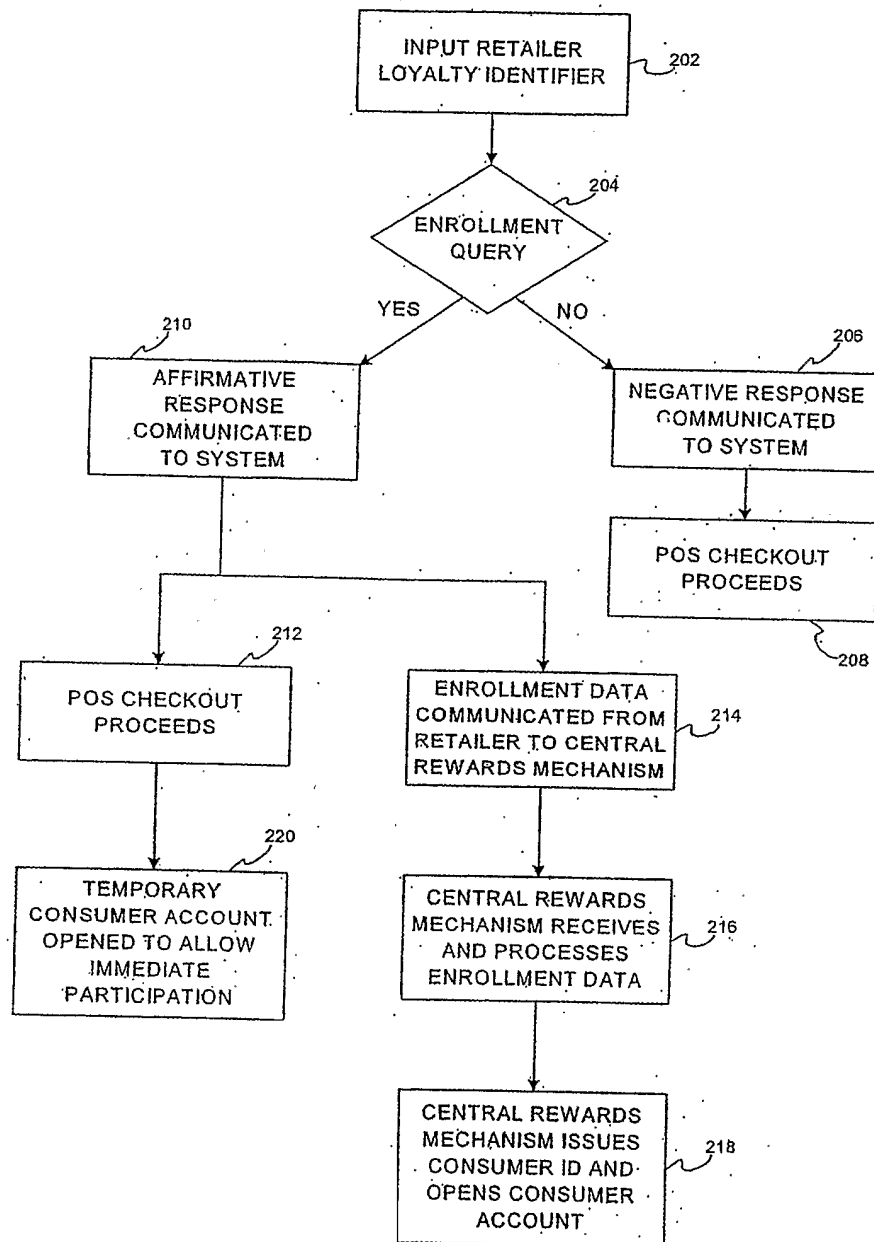 INPUT RETAILER
LOYALTY IDENTIFIER
202
204
ENROLLMENT
QUERY
YES
NO
210
206
AFFIRMATIVE
RESPONSE
COMMUNICATED
TO SYSTEM
NEGATIVE RESPONSE
COMMUNICATED
TO SYSTEM
POS CHECKOUT
PROCEEDS
208
212
POS CHECKOUT
PROCEEDS
ENROLLMENT DATA
COMMUNICATED FROM
RETAILER TO CENTRAL
REWARDS MECHANISM
214
220
TEMPORARY
CONSUMER ACCOUNT
OPENED TO ALLOW
IMMEDIATE
PARTICIPATION
CENTRAL REWARDS
MECHANISM RECEIVES
AND PROCESSES
ENROLLMENT DATA
216
CENTRAL REWARDS
MECHANISM ISSUES
CONSUMER ID AND
OPENS CONSUMER
ACCOUNT
218